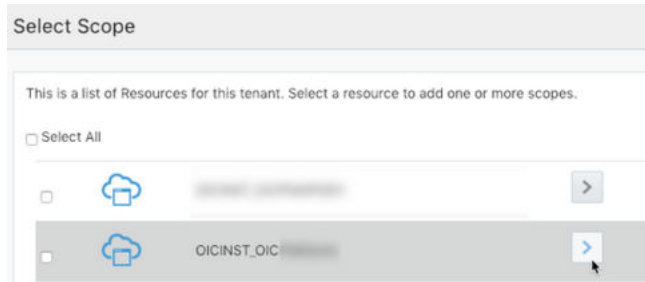 Select Scope
This is a list of Resources for this tenant. Select a resource to add one or more scopes.
Select All
OICINST_OIC